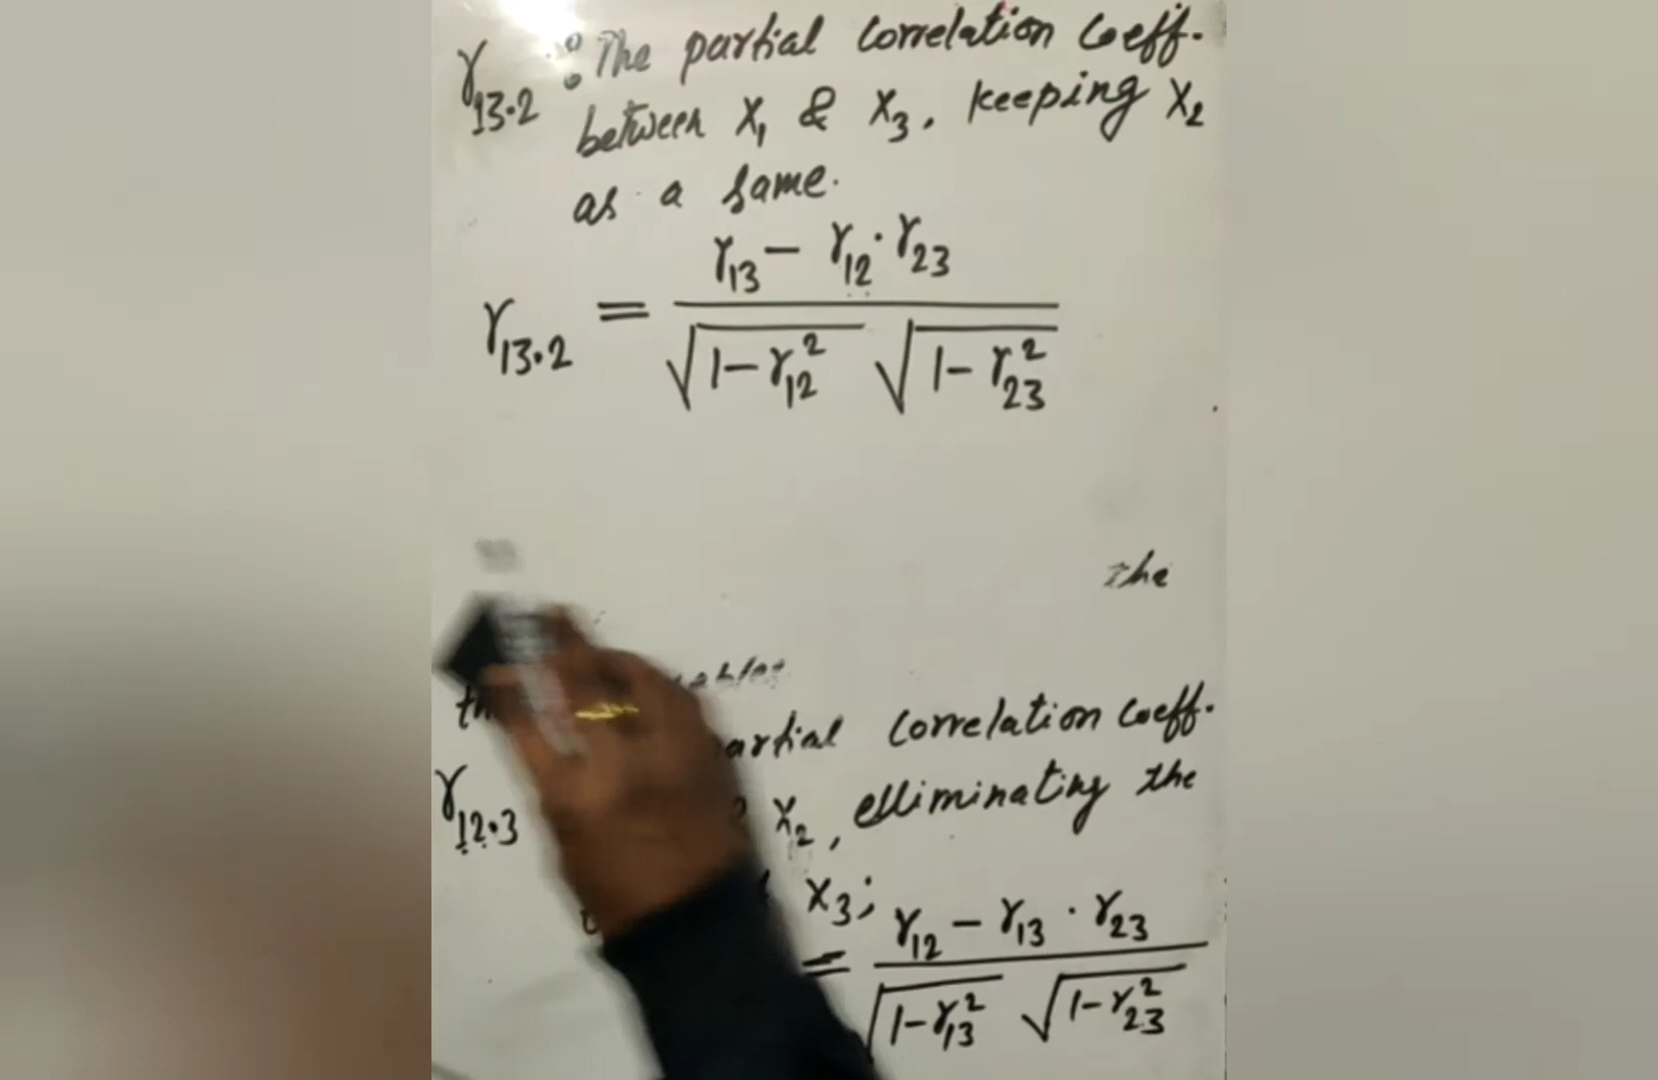 γ13.2 : The partial correlation coeff.
between X₁ & X₃, keeping X₂
as a same.
γ13.2 = (γ13 − γ12 · γ23) / (√(1−γ12²) √(1−γ23²))
the
correlation coeff.
γ12.3 X₂, elliminating the
X₃;
= (γ12 − γ13 · γ23) / (√(1−γ13²) √(1−γ23²))